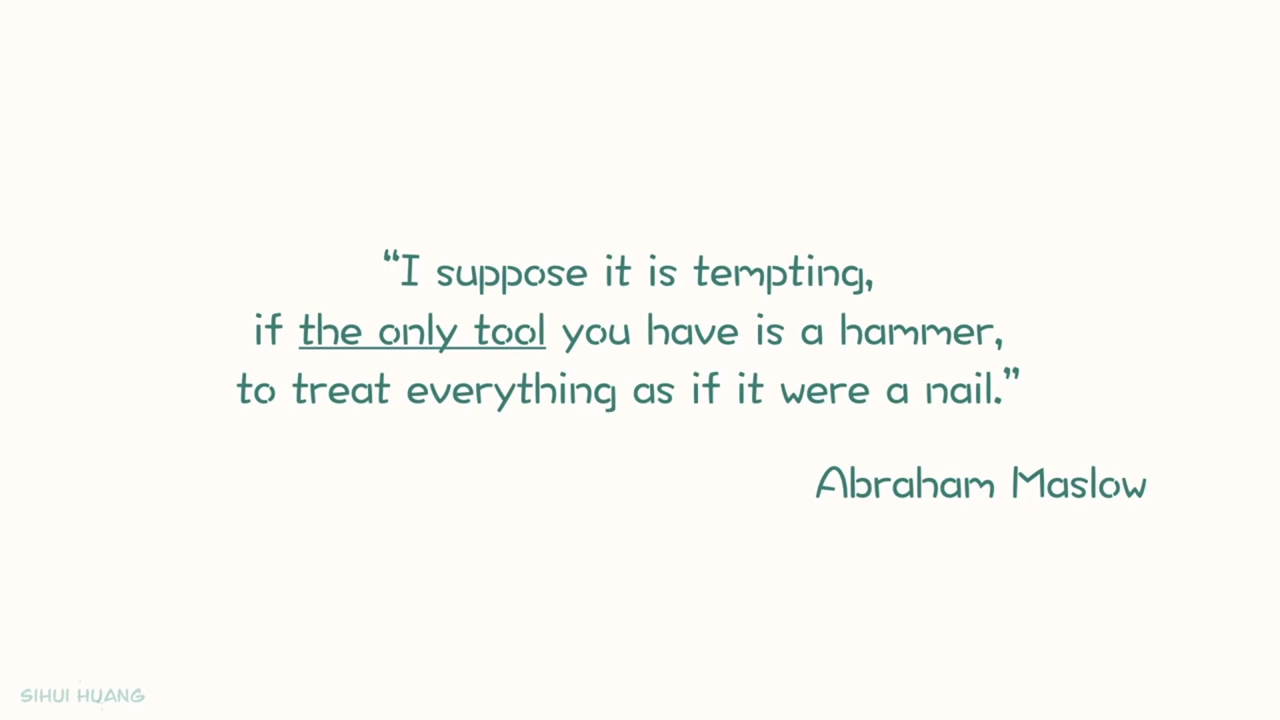 “I suppose it is tempting,
if the only tool you have is a hammer,
to treat everything as if it were a nail.”
Abraham Maslow
SIHUI HUANG